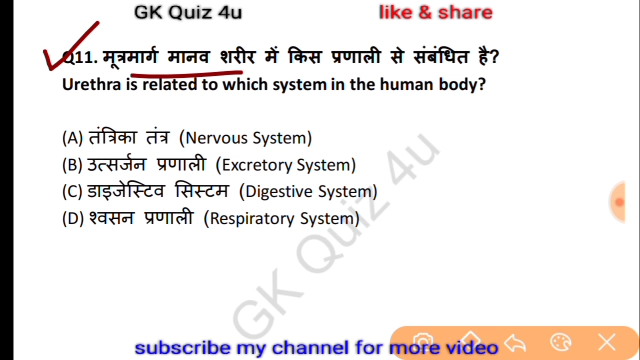 GK Quiz 4u like & share
Q11. मूत्रमार्ग मानव शरीर में किस प्रणाली से संबंधित है?
Urethra is related to which system in the human body?
(A) तंत्रिका तंत्र (Nervous System)
(B) उत्सर्जन प्रणाली (Excretory System)
(C) डाइजेस्टिव सिस्टम (Digestive System)
(D) श्वसन प्रणाली (Respiratory System)
GK Quiz 4u
subscribe my channel for more video